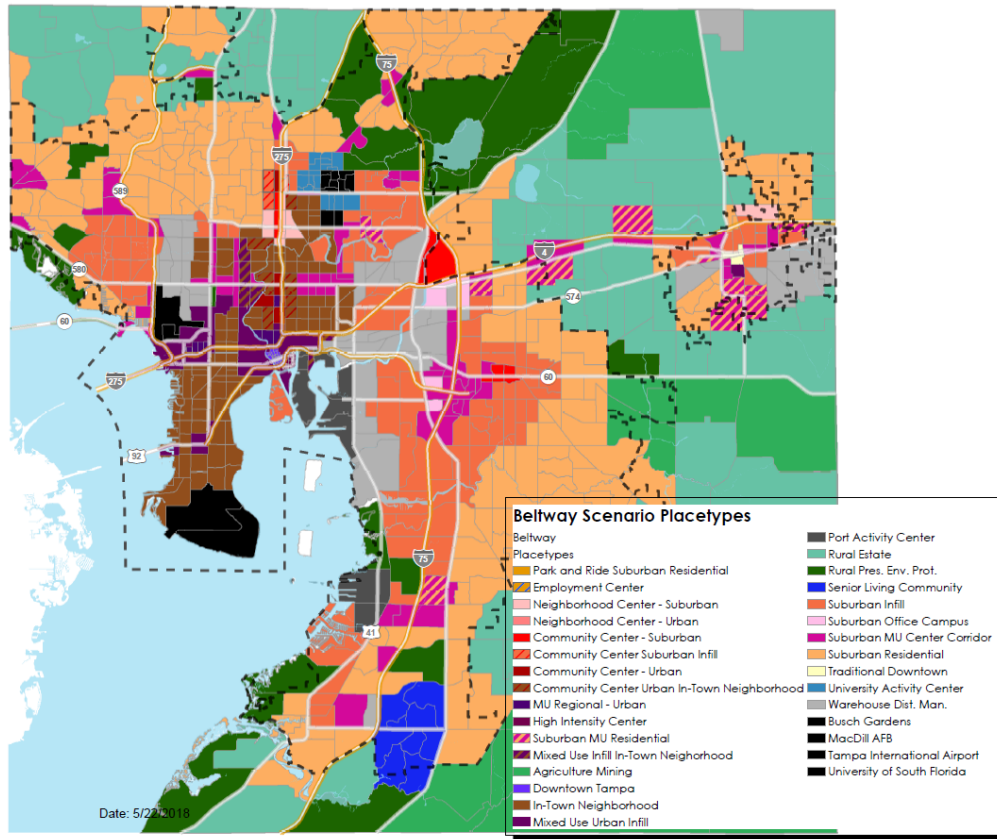 75
275
589
4
580
574
60
60
275
92
Beltway Scenario Placetypes
Beltway
Placetypes
Park and Ride Suburban Residential
Employment Center
Neighborhood Center - Suburban
Neighborhood Center - Urban
Community Center - Suburban
Community Center Suburban Infill
Community Center - Urban
Community Center Urban In-Town Neighborhood
MU Regional - Urban
High Intensity Center
Suburban MU Residential
Mixed Use Infill In-Town Neighorhood
Agriculture Mining
Downtown Tampa
In-Town Neighborhood
Mixed Use Urban Infill
Port Activity Center
Rural Estate
Rural Pres. Env. Prot.
Senior Living Community
Suburban Infill
Suburban Office Campus
Suburban MU Center Corridor
Suburban Residential
Traditional Downtown
University Activity Center
Warehouse Dist. Man.
Busch Gardens
MacDill AFB
Tampa International Airport
University of South Florida
75
41
Date: 5/22/2018